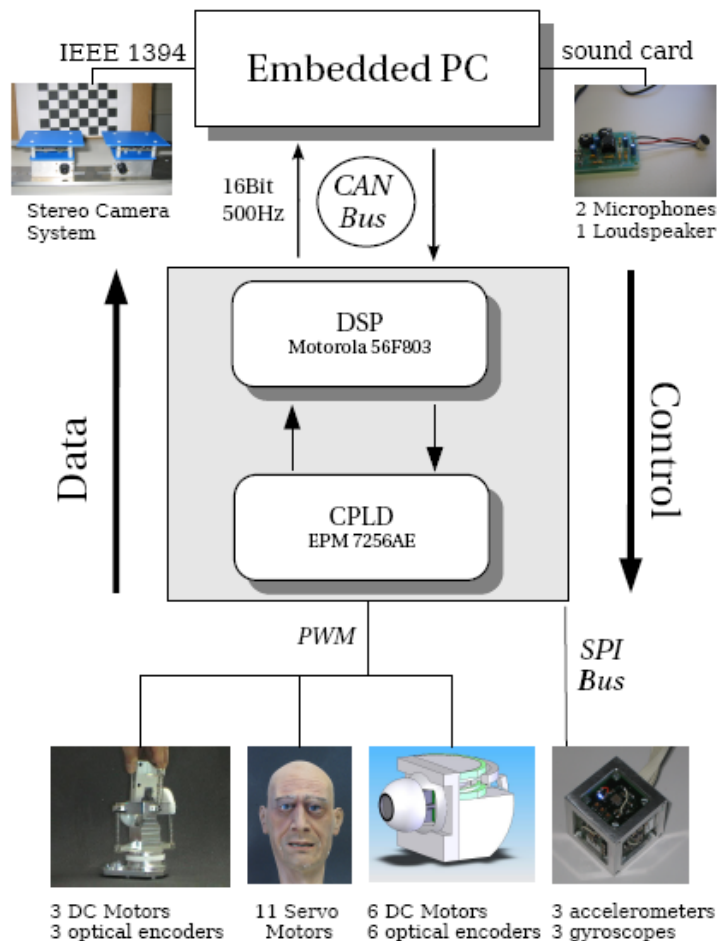 IEEE 1394
Embedded PC
sound card
Stereo Camera
System
16Bit
500Hz
CAN
Bus
2 Microphones
1 Loudspeaker
DSP
Motorola 56F803
Data
Control
CPLD
EPM 7256AE
PWM
SPI
Bus
3 DC Motors
3 optical encoders
11 Servo
Motors
6 DC Motors
6 optical encoders
3 accelerometers
3 gyroscopes